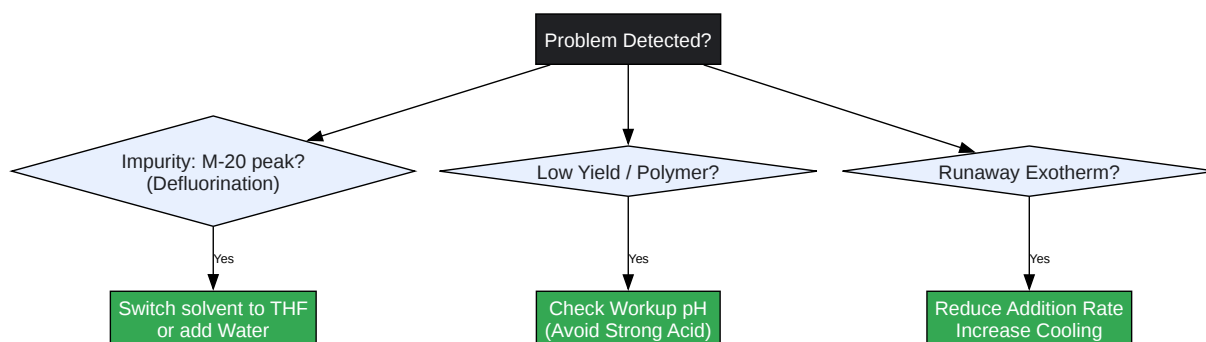 Problem Detected?
Impurity: M-20 peak?
(Defluorination)
Low Yield / Polymer?
Runaway Exotherm?
Yes
Yes
Yes
Switch solvent to THF
or add Water
Check Workup pH
(Avoid Strong Acid)
Reduce Addition Rate
Increase Cooling